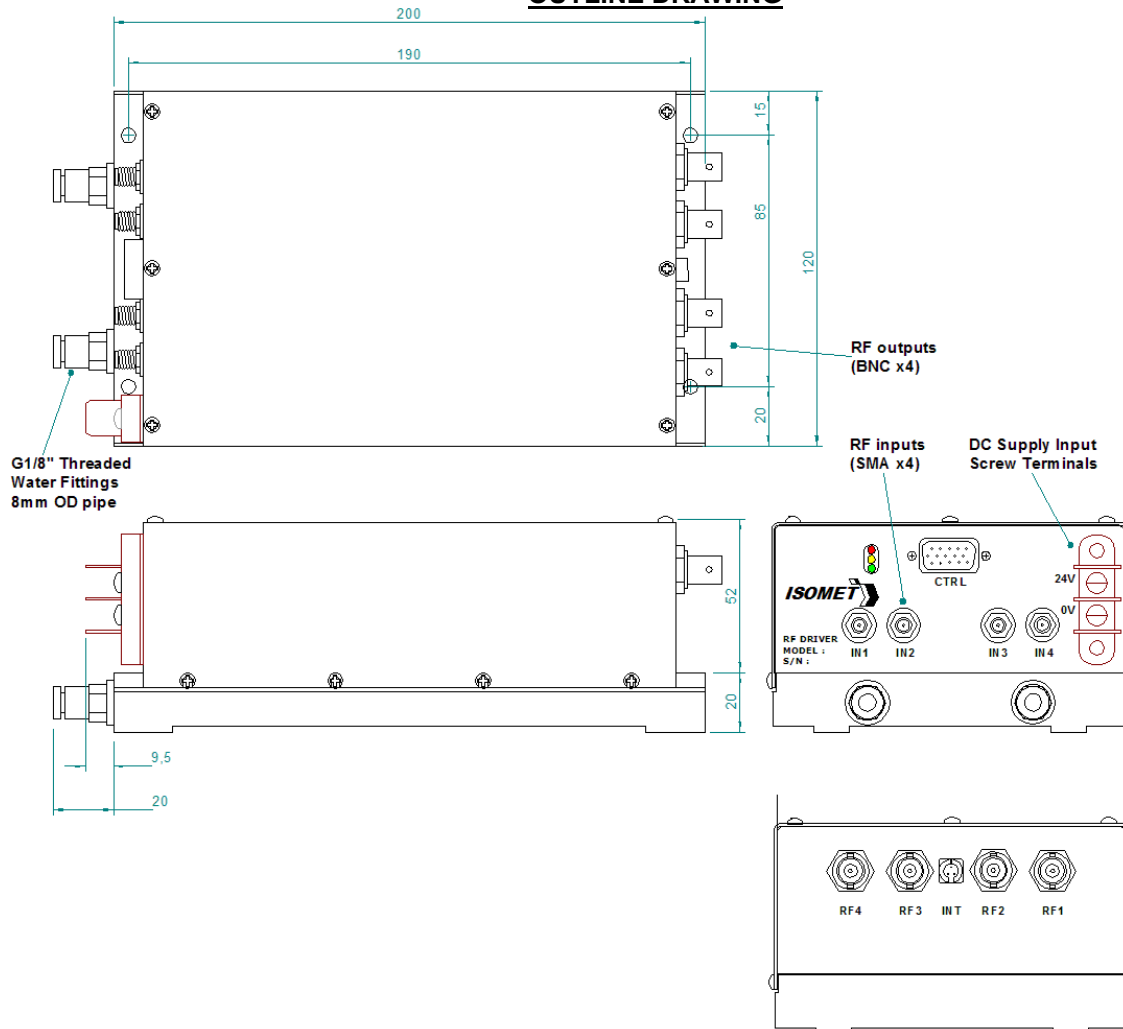 OUTLINE DRAWING
200
190
15
85
120
20
RF outputs
(BNC x4)
G1/8" Threaded
Water Fittings
8mm OD pipe
RF inputs
(SMA x4)
DC Supply Input
Screw Terminals
52
20
9,5
20
CTRL
24V
0V
ISOMET
RF DRIVER
MODEL :
S/N :
IN1
IN2
IN3
IN4
RF4
RF3
INT
RF2
RF1